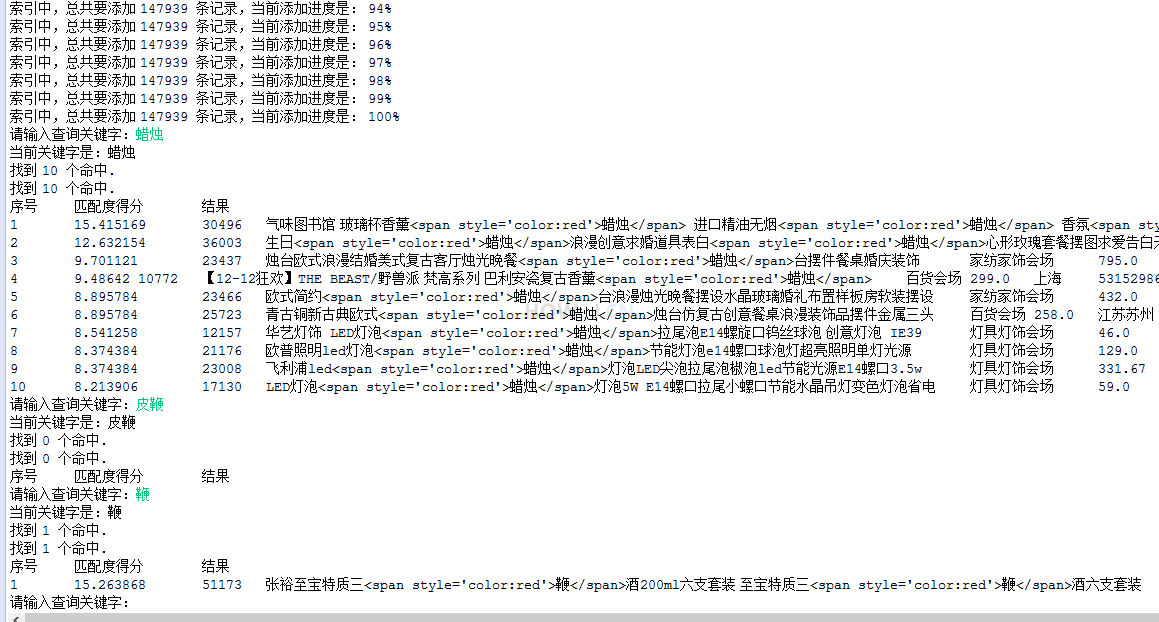 索引中，总共要添加 147939 条记录，当前添加进度是: 94%
索引中，总共要添加 147939 条记录，当前添加进度是: 95%
索引中，总共要添加 147939 条记录，当前添加进度是: 96%
索引中，总共要添加 147939 条记录，当前添加进度是: 97%
索引中，总共要添加 147939 条记录，当前添加进度是: 98%
索引中，总共要添加 147939 条记录，当前添加进度是: 99%
索引中，总共要添加 147939 条记录，当前添加进度是: 100%
请输入查询关键字: 蜡烛
当前关键字是: 蜡烛
找到 10 个命中.
找到 10 个命中.
序号 匹配度得分 结果
1 15.415169 30496 气味图书馆 玻璃杯香薰<span style='color:red'>蜡烛</span> 进口精油无烟<span style='color:red'>蜡烛</span> 香氛<span sty
2 12.632154 36003 生日<span style='color:red'>蜡烛</span>浪漫创意求婚道具表白<span style='color:red'>蜡烛</span>心形玫瑰套餐摆图求爱告白
3 9.701121 23437 烛台欧式浪漫结婚美式复古客厅烛光晚餐<span style='color:red'>蜡烛</span>台摆件餐桌婚庆装饰 家纺家饰会场 795.0
4 9.48642 10772 【12-12狂欢】THE BEAST/野兽派 梵高系列 巴利安瓷复古香薰<span style='color:red'>蜡烛</span> 百货会场 299.0 上海 53152986
5 8.895784 23466 欧式简约<span style='color:red'>蜡烛</span>台浪漫烛光晚餐摆设水晶玻璃婚礼布置样板房软装摆设 家纺家饰会场 432.0
6 8.895784 25723 青古铜新古典欧式<span style='color:red'>蜡烛</span>烛台仿复古创意餐桌浪漫装饰品摆件金属三头 百货会场 258.0 江苏苏州
7 8.541258 12157 华艺灯饰 LED灯泡<span style='color:red'>蜡烛</span>拉尾泡E14螺旋口钨丝球泡 创意灯泡 IE39 灯具灯饰会场 46.0
8 8.374384 21176 欧普照明led灯泡<span style='color:red'>蜡烛</span>节能灯泡e14螺口球泡灯超亮照明单灯光源 灯具灯饰会场 129.0
9 8.374384 23008 飞利浦led<span style='color:red'>蜡烛</span>灯泡LED尖泡拉尾泡椒泡led节能光源E14螺口3.5w 灯具灯饰会场 331.67
10 8.213906 17130 LED灯泡<span style='color:red'>蜡烛</span>灯泡5W E14螺口拉尾小螺口节能水晶吊灯变色灯泡省电 灯具灯饰会场 59.0
请输入查询关键字: 皮鞭
当前关键字是: 皮鞭
找到 0 个命中.
找到 0 个命中.
序号 匹配度得分 结果
请输入查询关键字: 鞭
当前关键字是: 鞭
找到 1 个命中.
找到 1 个命中.
序号 匹配度得分 结果
1 15.263868 51173 张裕至宝特质三<span style='color:red'>鞭</span>酒200ml六支套装 至宝特质三<span style='color:red'>鞭</span>酒六支套装
请输入查询关键字: